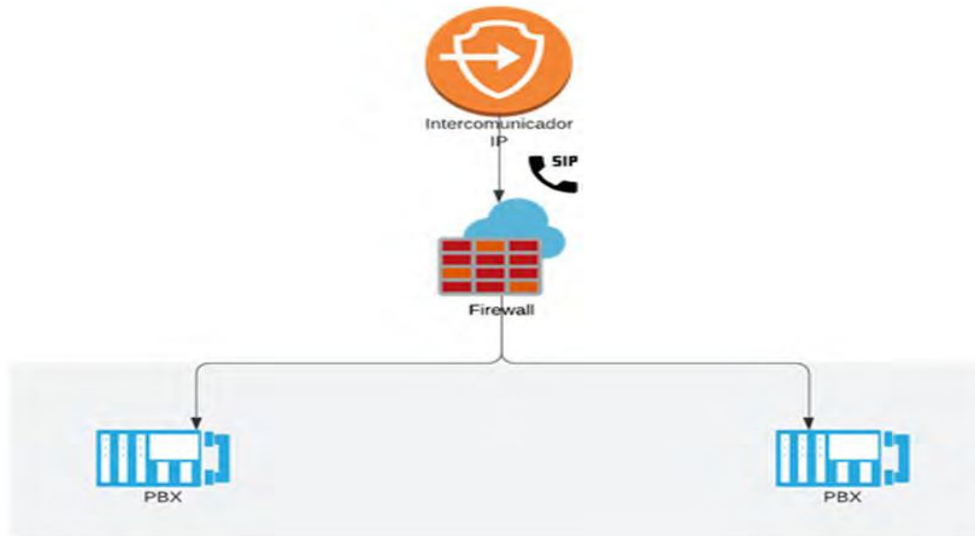 Intercomunicador
IP
SIP
Firewall
PBX
PBX